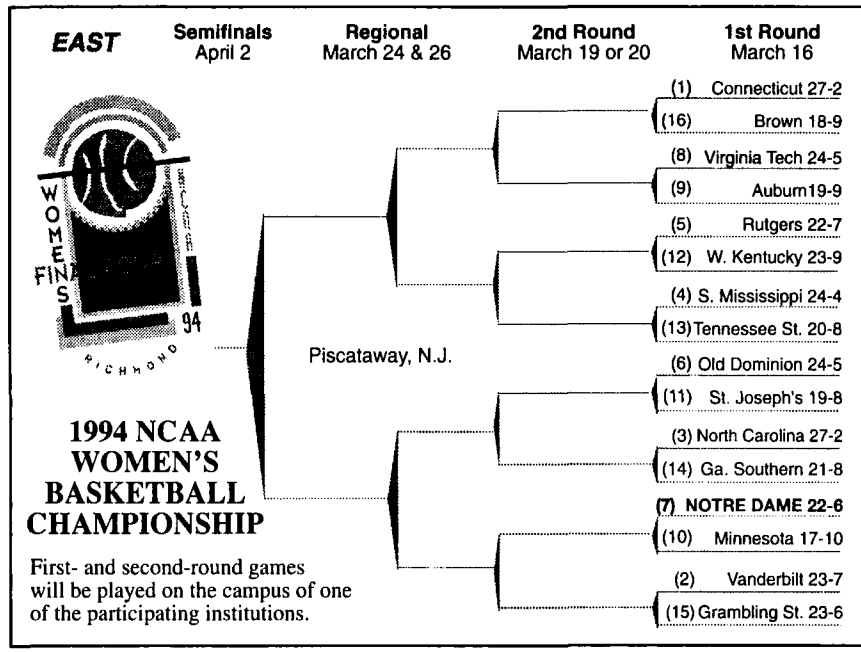 EAST
Semifinals
April 2
Regional
March 24 & 26
2nd Round
March 19 or 20
1st Round
March 16
(1) Connecticut 27-2
(16) Brown 18-9
(8) Virginia Tech 24-5
(9) Auburn19-9
(5) Rutgers 22-7
(12) W. Kentucky 23-9
(4) S. Mississippi 24-4
(13) Tennessee St. 20-8
(6) Old Dominion 24-5
(11) St. Joseph's 19-8
(3) North Carolina 27-2
(14) Ga. Southern 21-8
(7) NOTRE DAME 22-6
(10) Minnesota 17-10
(2) Vanderbilt 23-7
(15) Grambling St. 23-6
Piscataway, N.J.
WOMENS
94
RICHMOND
1994 NCAA
WOMEN'S
BASKETBALL
CHAMPIONSHIP
First- and second-round games
will be played on the campus of one
of the participating institutions.